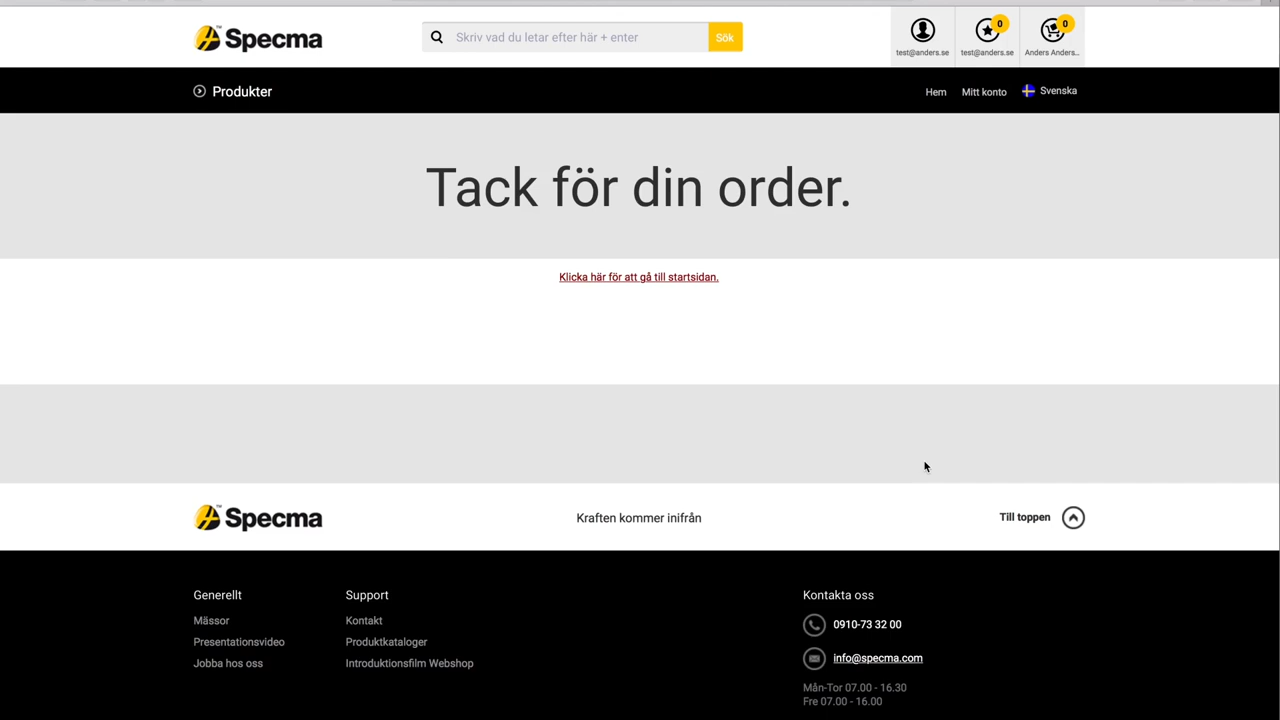 Specma
Skriv vad du letar efter här + enter
Sök
0
0
test@anders.se
test@anders.se
Anders Anders...
Produkter
Hem
Mitt konto
Svenska
Tack för din order.
Klicka här för att gå till startsidan.
Specma
Kraften kommer inifrån
Till toppen
Generellt
Mässor
Presentationsvideo
Jobba hos oss
Support
Kontakt
Produktkataloger
Introduktionsfilm Webshop
Kontakta oss
0910-73 32 00
info@specma.com
Mån-Tor 07.00 - 16.30
Fre 07.00 - 16.00